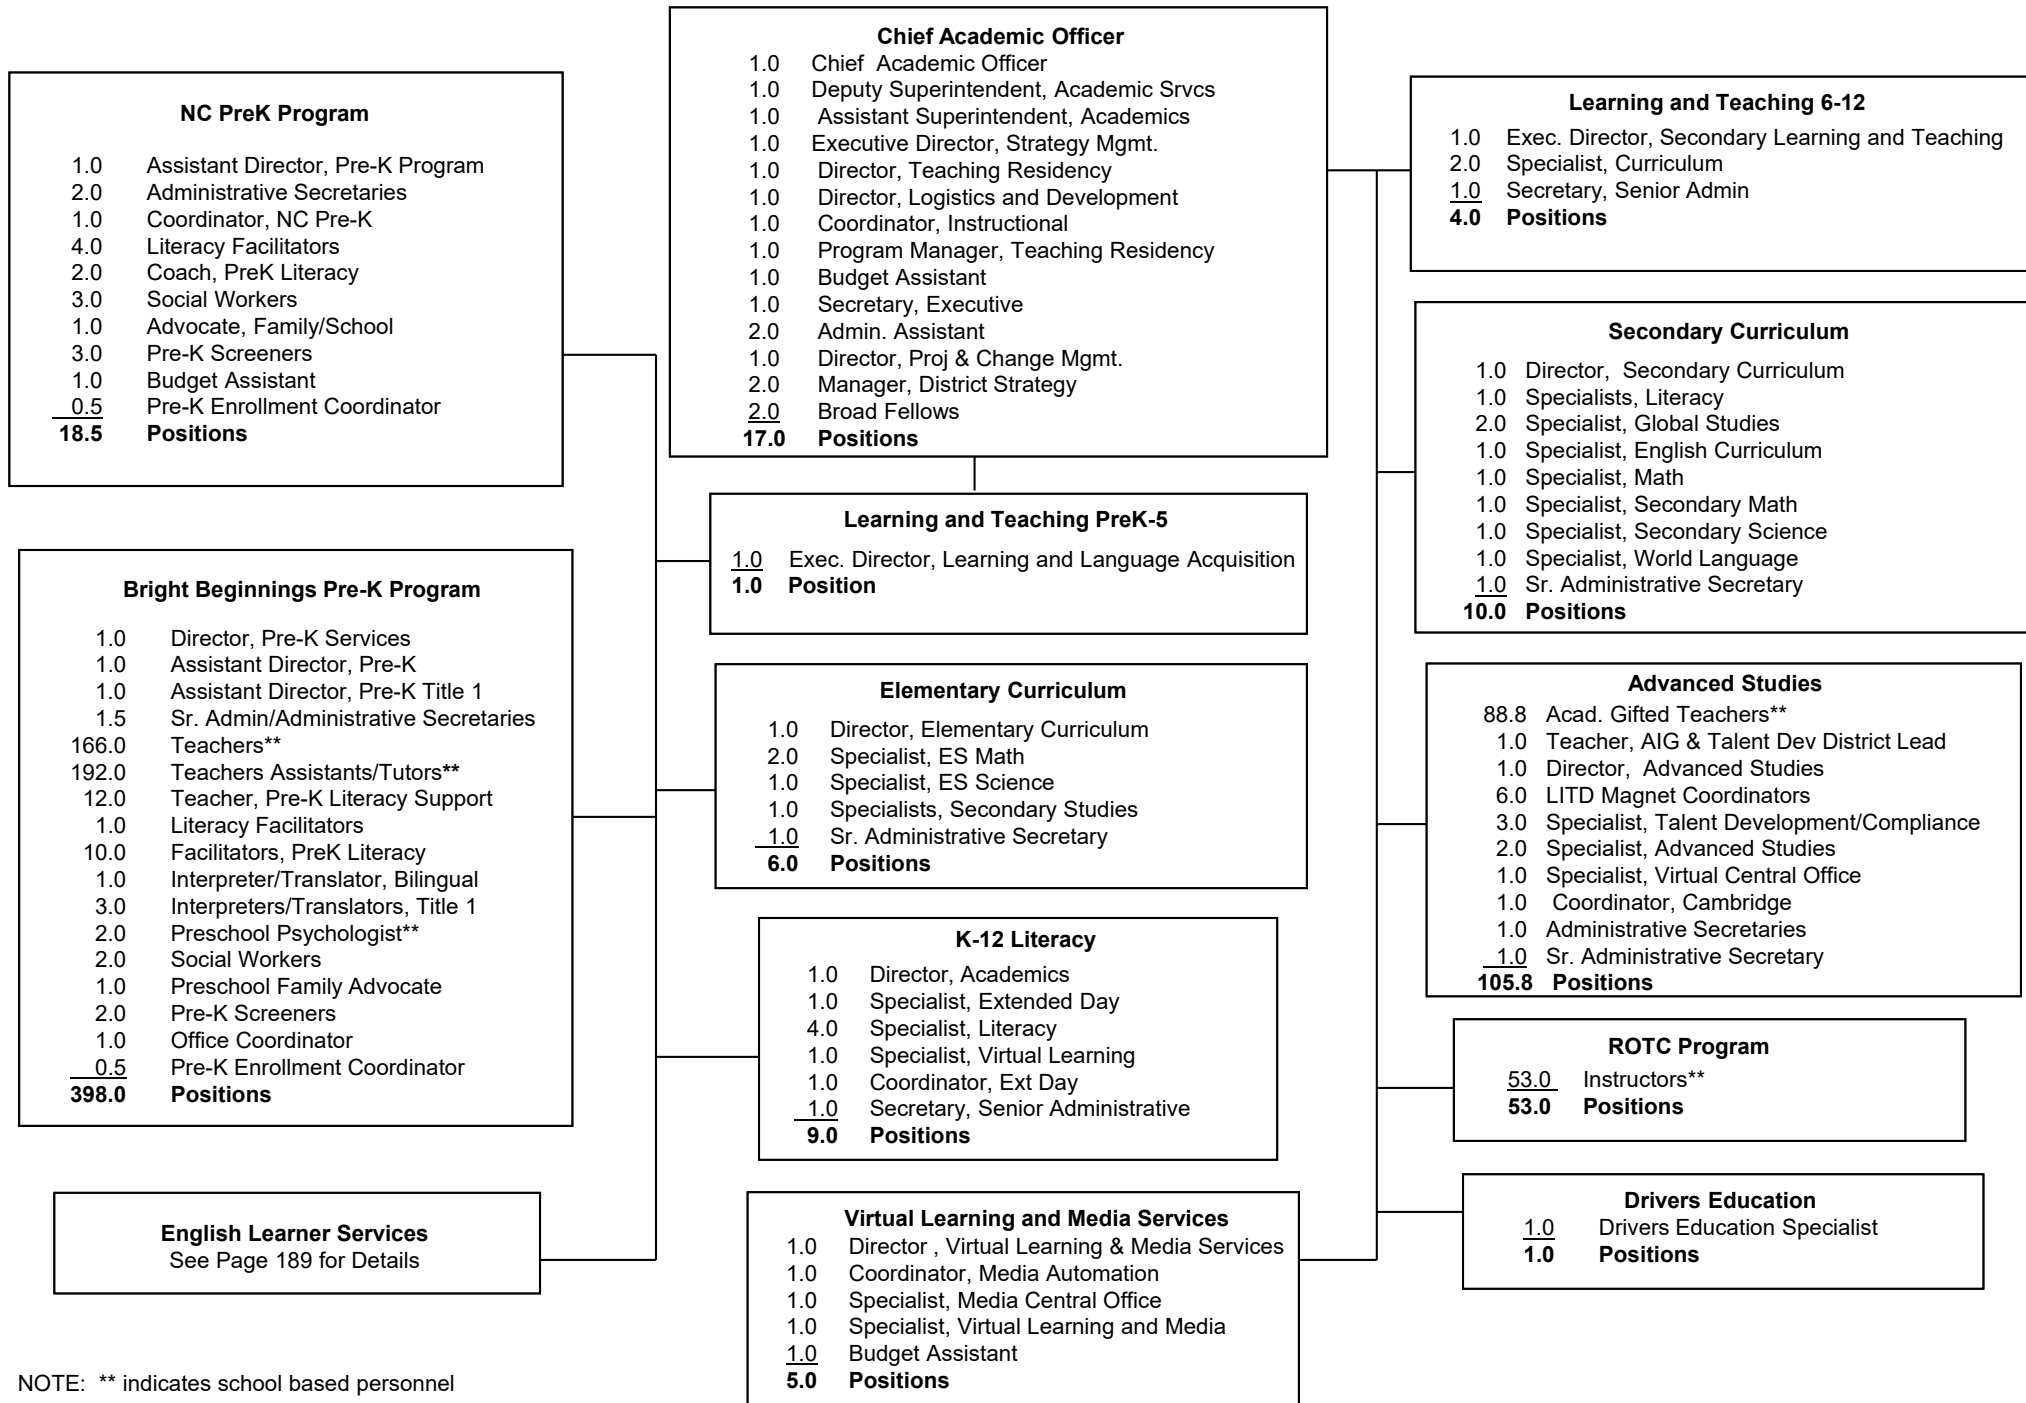 Chief Academic Officer
1.0 Chief Academic Officer
1.0 Deputy Superintendent, Academic Srvcs
1.0 Assistant Superintendent, Academics
1.0 Executive Director, Strategy Mgmt.
1.0 Director, Teaching Residency
1.0 Director, Logistics and Development
1.0 Coordinator, Instructional
1.0 Program Manager, Teaching Residency
1.0 Budget Assistant
1.0 Secretary, Executive
2.0 Admin. Assistant
1.0 Director, Proj & Change Mgmt.
2.0 Manager, District Strategy
2.0 Broad Fellows
17.0 Positions
NC PreK Program
1.0 Assistant Director, Pre-K Program
2.0 Administrative Secretaries
1.0 Coordinator, NC Pre-K
4.0 Literacy Facilitators
2.0 Coach, PreK Literacy
3.0 Social Workers
1.0 Advocate, Family/School
3.0 Pre-K Screeners
1.0 Budget Assistant
0.5 Pre-K Enrollment Coordinator
18.5 Positions
Bright Beginnings Pre-K Program
1.0 Director, Pre-K Services
1.0 Assistant Director, Pre-K
1.0 Assistant Director, Pre-K Title 1
1.5 Sr. Admin/Administrative Secretaries
166.0 Teachers**
192.0 Teachers Assistants/Tutors**
12.0 Teacher, Pre-K Literacy Support
1.0 Literacy Facilitators
10.0 Facilitators, PreK Literacy
1.0 Interpreter/Translator, Bilingual
3.0 Interpreters/Translators, Title 1
2.0 Preschool Psychologist**
2.0 Social Workers
1.0 Preschool Family Advocate
2.0 Pre-K Screeners
1.0 Office Coordinator
0.5 Pre-K Enrollment Coordinator
398.0 Positions
English Learner Services
See Page 189 for Details
Learning and Teaching PreK-5
1.0 Exec. Director, Learning and Language Acquisition
1.0 Position
Elementary Curriculum
1.0 Director, Elementary Curriculum
2.0 Specialist, ES Math
1.0 Specialist, ES Science
1.0 Specialists, Secondary Studies
1.0 Sr. Administrative Secretary
6.0 Positions
K-12 Literacy
1.0 Director, Academics
1.0 Specialist, Extended Day
4.0 Specialist, Literacy
1.0 Specialist, Virtual Learning
1.0 Coordinator, Ext Day
1.0 Secretary, Senior Administrative
9.0 Positions
Virtual Learning and Media Services
1.0 Director , Virtual Learning & Media Services
1.0 Coordinator, Media Automation
1.0 Specialist, Media Central Office
1.0 Specialist, Virtual Learning and Media
1.0 Budget Assistant
5.0 Positions
Learning and Teaching 6-12
1.0 Exec. Director, Secondary Learning and Teaching
2.0 Specialist, Curriculum
1.0 Secretary, Senior Admin
4.0 Positions
Secondary Curriculum
1.0 Director, Secondary Curriculum
1.0 Specialists, Literacy
2.0 Specialist, Global Studies
1.0 Specialist, English Curriculum
1.0 Specialist, Math
1.0 Specialist, Secondary Math
1.0 Specialist, Secondary Science
1.0 Specialist, World Language
1.0 Sr. Administrative Secretary
10.0 Positions
Advanced Studies
88.8 Acad. Gifted Teachers**
1.0 Teacher, AIG & Talent Dev District Lead
1.0 Director, Advanced Studies
6.0 LITD Magnet Coordinators
3.0 Specialist, Talent Development/Compliance
2.0 Specialist, Advanced Studies
1.0 Specialist, Virtual Central Office
1.0 Coordinator, Cambridge
1.0 Administrative Secretaries
1.0 Sr. Administrative Secretary
105.8 Positions
ROTC Program
53.0 Instructors**
53.0 Positions
Drivers Education
1.0 Drivers Education Specialist
1.0 Positions
NOTE: ** indicates school based personnel